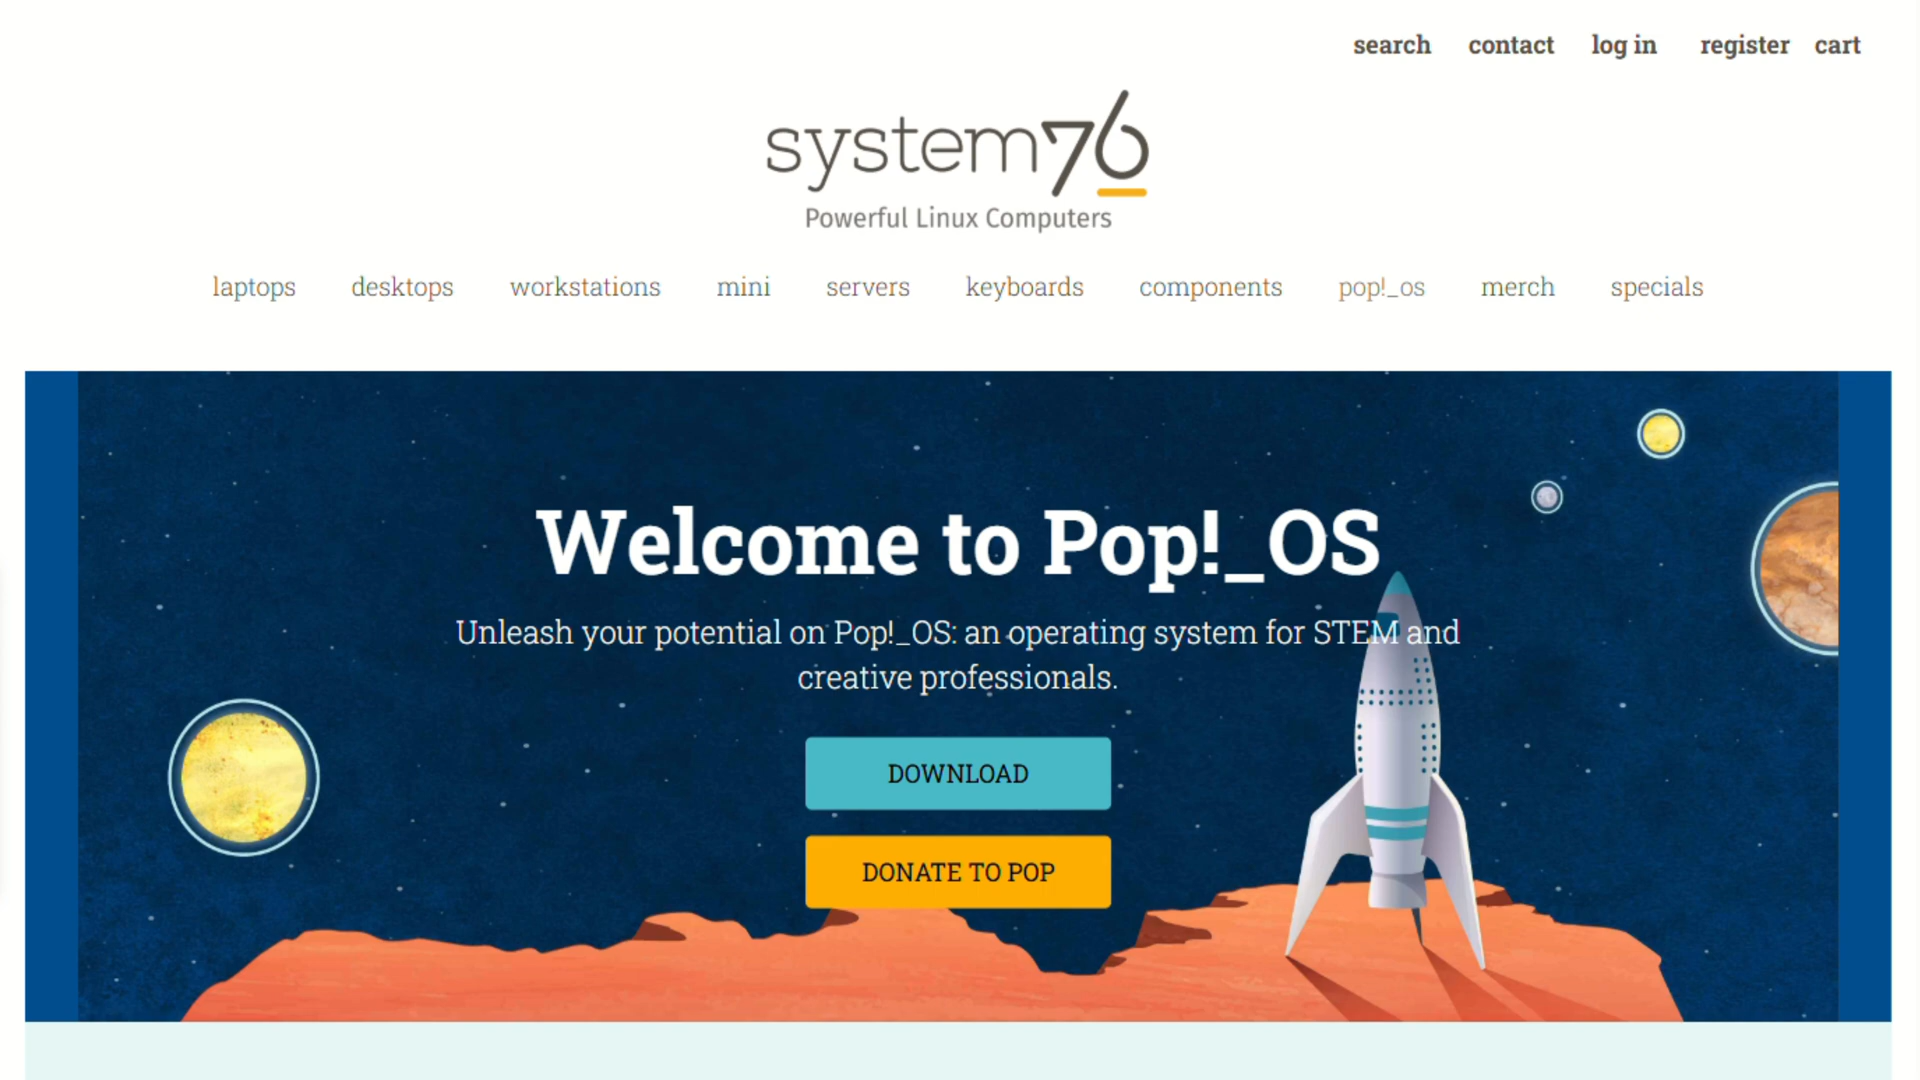 search contact log in register cart
system76
Powerful Linux Computers
laptops desktops workstations mini servers keyboards components pop!_os merch specials
Welcome to Pop!_OS
Unleash your potential on Pop!_OS: an operating system for STEM and
creative professionals.
DOWNLOAD
DONATE TO POP